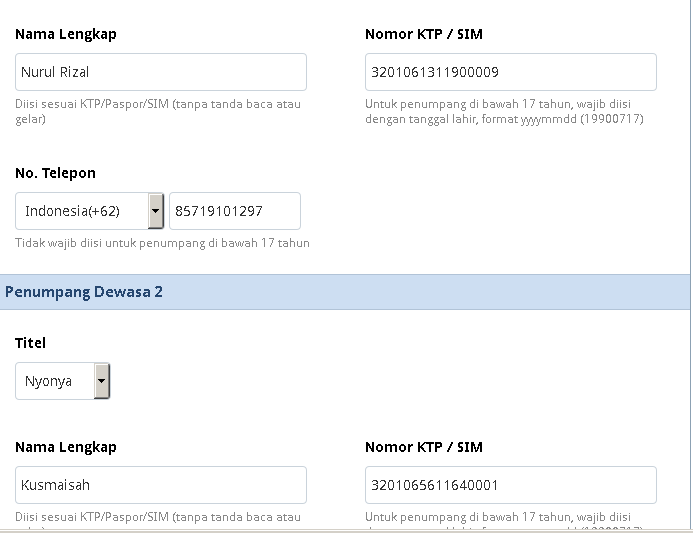 Nama Lengkap
Nomor KTP / SIM
Nurul Rizal
3201061311900009
Diisi sesuai KTP/Paspor/SIM (tanpa tanda baca atau
gelar)
Untuk penumpang di bawah 17 tahun, wajib diisi
dengan tanggal lahir, format yyyymmdd (19900717)
No. Telepon
Indonesia(+62)
85719101297
Tidak wajib diisi untuk penumpang di bawah 17 tahun
Penumpang Dewasa 2
Titel
Nyonya
Nama Lengkap
Nomor KTP / SIM
Kusmaisah
3201065611640001
Diisi sesuai KTP/Paspor/SIM (tanpa tanda baca atau
Untuk penumpang di bawah 17 tahun, wajib diisi